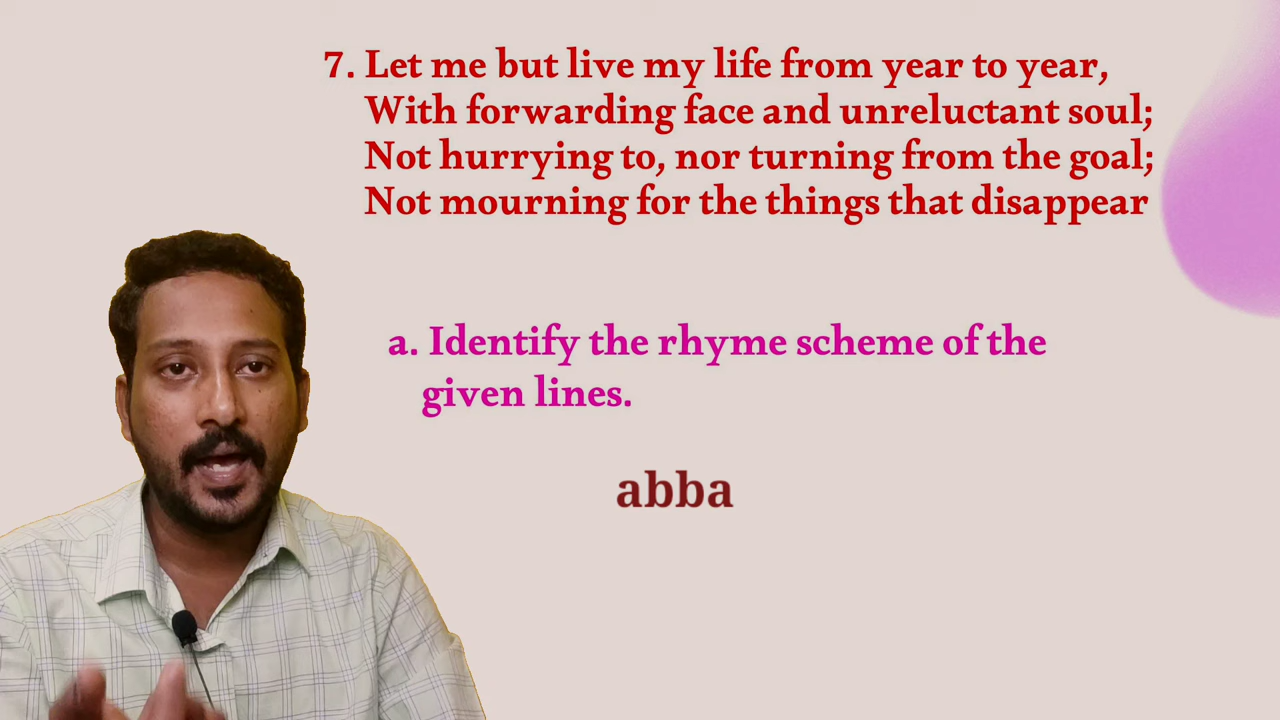 7. Let me but live my life from year to year,
With forwarding face and unreluctant soul;
Not hurrying to, nor turning from the goal;
Not mourning for the things that disappear
a. Identify the rhyme scheme of the
given lines.
abba